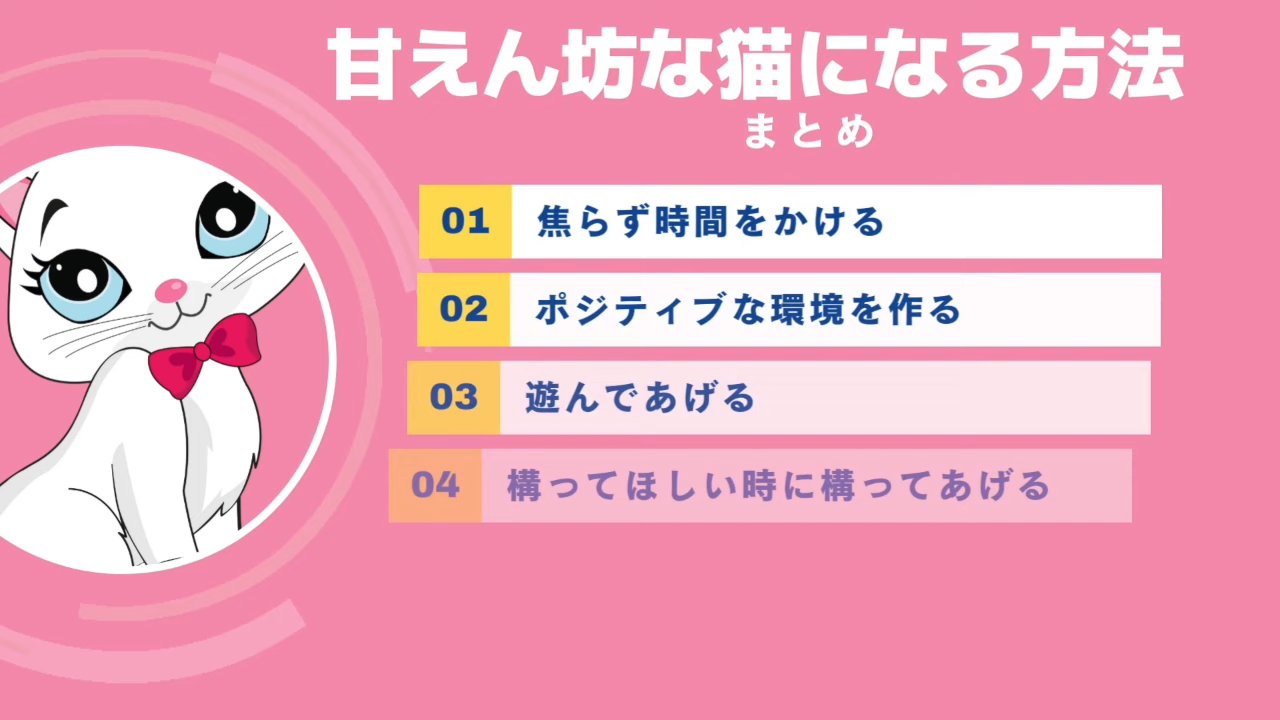 甘えん坊な猫になる方法
まとめ
01 焦らず時間をかける
02 ポジティブな環境を作る
03 遊んであげる
04 構ってほしい時に構ってあげる